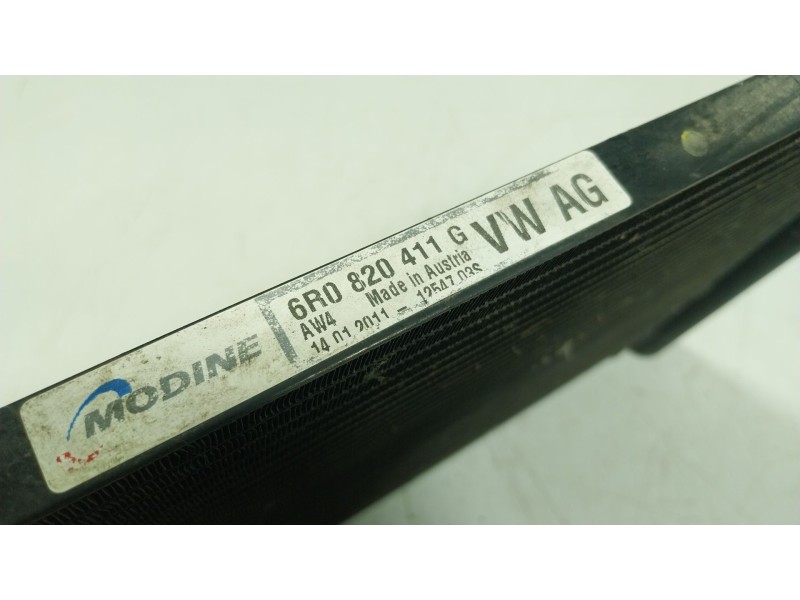 MODINE
6R0 820 411 G
VW AG
AW4 Made in Austria
14.01.2011 - 12547 03S